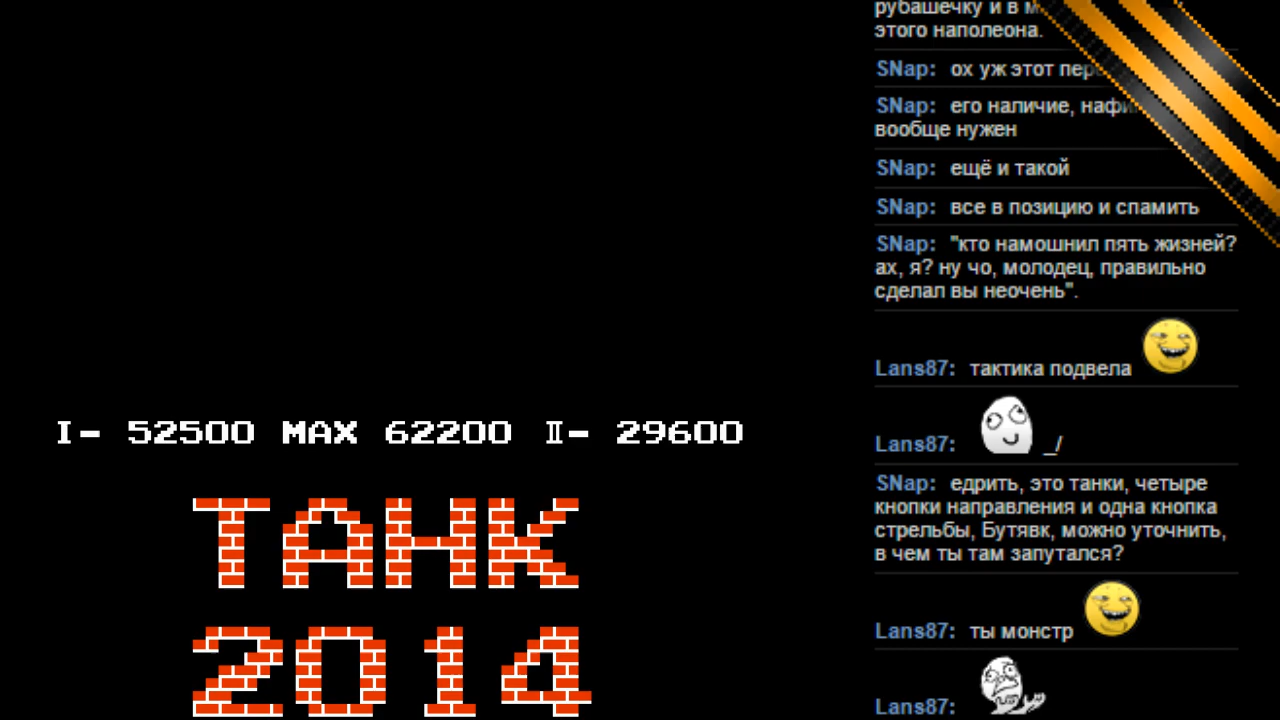 I- 52500 MAX 62200 II- 29600
ТАНК
2014
рубашечку и в
этого наполеона.
SNap: ох уж этот
SNap: его наличие,
вообще нужен
SNap: ещё и такой
SNap: все в позицию и спамить
SNap: "кто намошнил пять жизней?
ах, я? ну чо, молодец, правильно
сделал вы неочень".
Lans87: тактика подвела
Lans87: _/
SNap: едрить, это танки, четыре
кнопки направления и одна кнопка
стрельбы, Бутявк, можно уточнить,
в чем ты там запутался?
Lans87: ты монстр
Lans87: